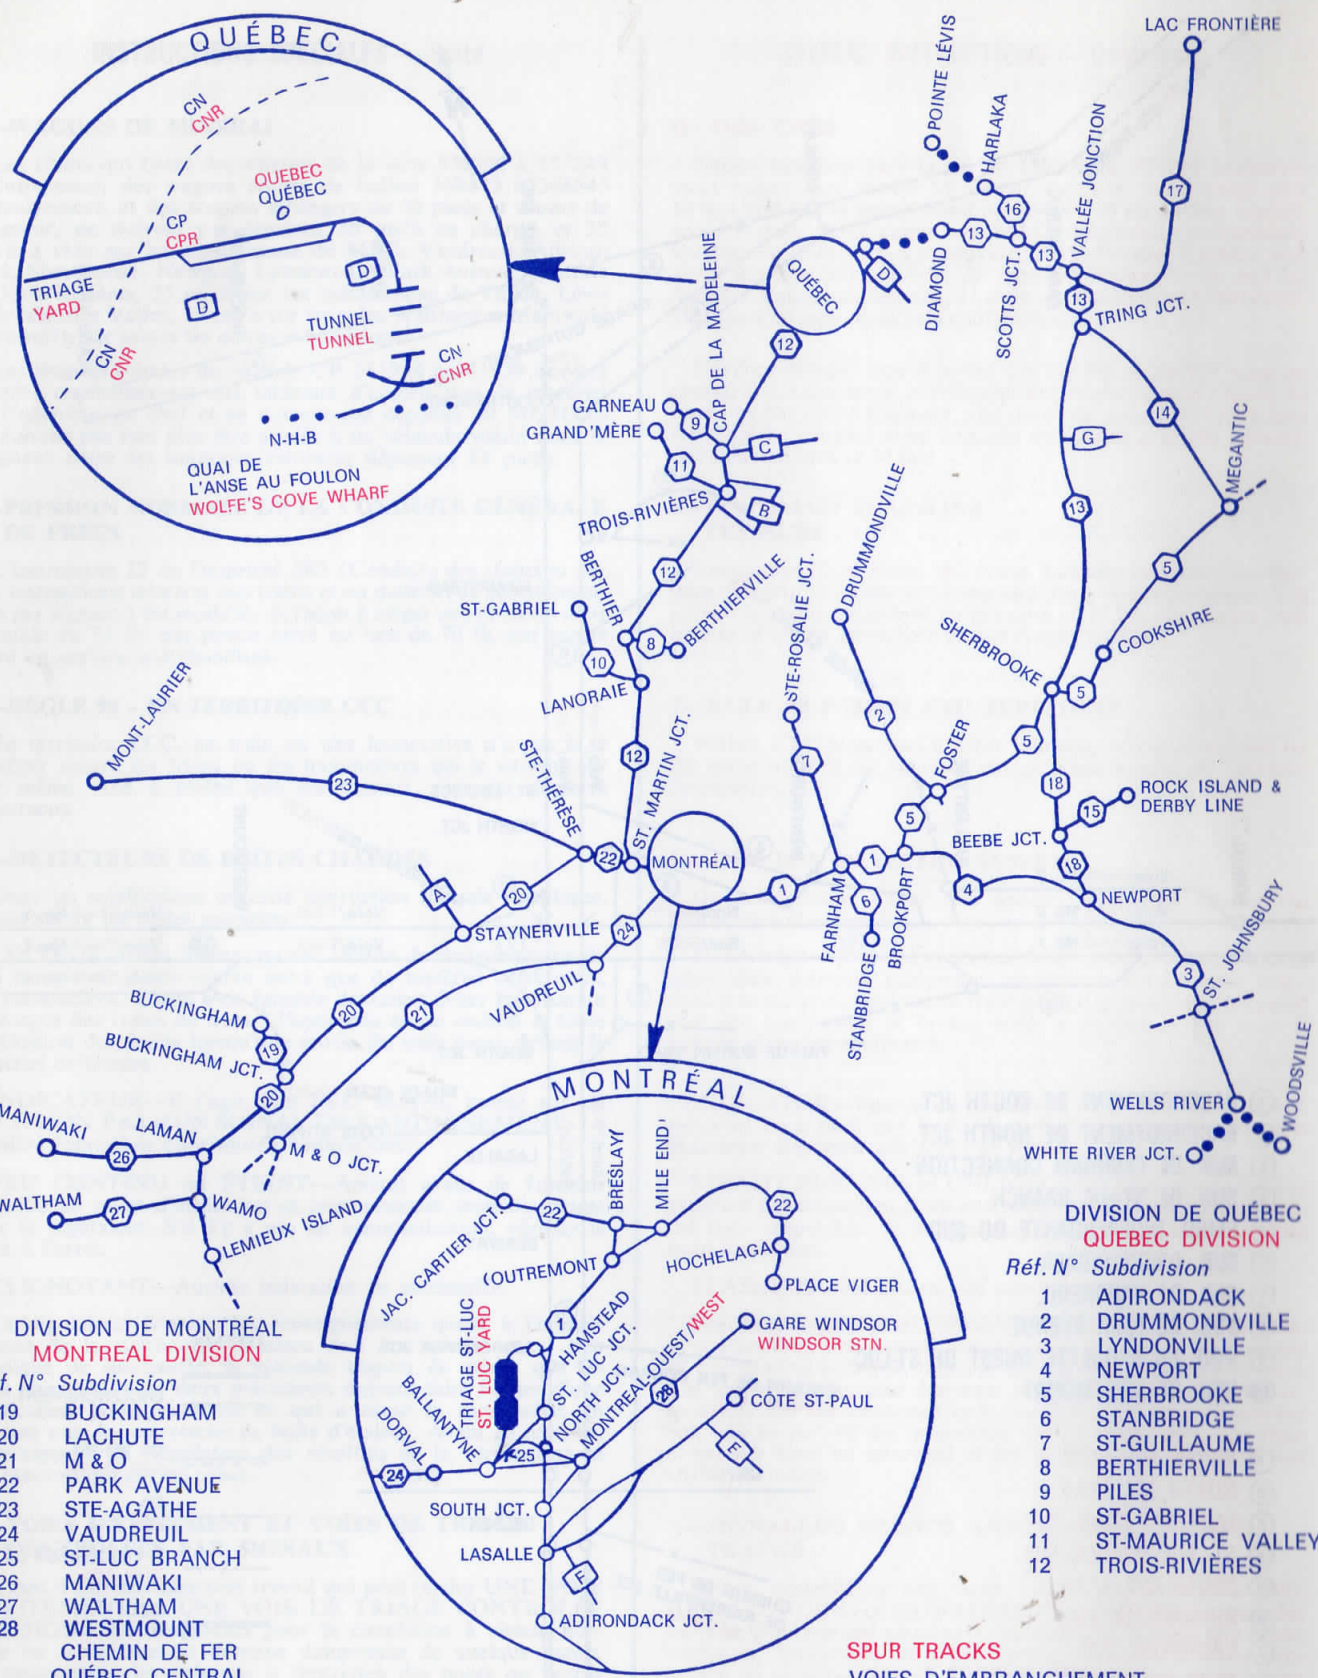 QUÉBEC
CN
CNR
QUEBEC
QUÉBEC
CP
CPR
D
TRIAGE
YARD
D
TUNNEL
TUNNEL
CN
CNR
CN
CNR
N-H-B
QUAI DE
L'ANSE AU FOULON
WOLFE'S COVE WHARF
LAC FRONTIÈRE
POINTE LÉVIS
HARLAKA
VALLÉE JONCTION
17
16
13
13
DIAMOND
SCOTTS JCT.
13
TRING JCT.
QUÉBEC
D
12
CAP DE LA MADELEINE
GARNEAU
9
GRAND'MÈRE
11
C
TROIS-RIVIÈRES
B
14
G
MEGANTIC
13
12
5
DRUMMONDVILLE
BERTHIER
BERTHIERVILLE
8
ST-GABRIEL
10
LANORAIE
STE-ROSALIE JCT.
SHERBROOKE
COOKSHIRE
5
2
7
5
FOSTER
12
ST. MARTIN JCT.
MONT-LAURIER
23
STE-THÉRÈSE
22
MONTRÉAL
18
15
ROCK ISLAND &
DERBY LINE
5
BEEBE JCT.
18
1
1
4
NEWPORT
FARNHAM
6
BROOKPORT
STANBRIDGE
A
20
STAYNERVILLE
24
VAUDREUIL
3
ST. JOHNSBURY
20
21
BUCKINGHAM
19
BUCKINGHAM JCT.
20
WELLS RIVER
WOODSVILLE
WHITE RIVER JCT.
MANIWAKI
26
LAMAN
M & O JCT.
WALTHAM
27
WAMO
LEMIEUX ISLAND
MONTRÉAL
JAC. CARTIER JCT.
22
BRESLAY
MILE END
22
(OUTREMONT
HOCHELAGA
PLACE VIGER
1
HAMSTEAD
GARE WINDSOR
WINDSOR STN.
TRIAGE ST-LUC
ST. LUC YARD
ST. LUC JCT.
NORTH JCT.
MONTREAL-OUEST/WEST
28
CÔTE ST-PAUL
F
BALLANTYNE
DORVAL
24
25
SOUTH JCT.
LASALLE
F
ADIRONDACK JCT.
DIVISION DE MONTRÉAL
MONTREAL DIVISION
f. N° Subdivision
19 BUCKINGHAM
20 LACHUTE
21 M & O
22 PARK AVENUE
23 STE-AGATHE
24 VAUDREUIL
25 ST-LUC BRANCH
26 MANIWAKI
27 WALTHAM
28 WESTMOUNT
CHEMIN DE FER
QUÉBEC CENTRAL
DIVISION DE QUÉBEC
QUEBEC DIVISION
Réf. N° Subdivision
1 ADIRONDACK
2 DRUMMONDVILLE
3 LYNDONVILLE
4 NEWPORT
5 SHERBROOKE
6 STANBRIDGE
7 ST-GUILLAUME
8 BERTHIERVILLE
9 PILES
10 ST-GABRIEL
11 ST-MAURICE VALLEY
12 TROIS-RIVIÈRES
SPUR TRACKS
VOIES D'EMBRANCHEMENT